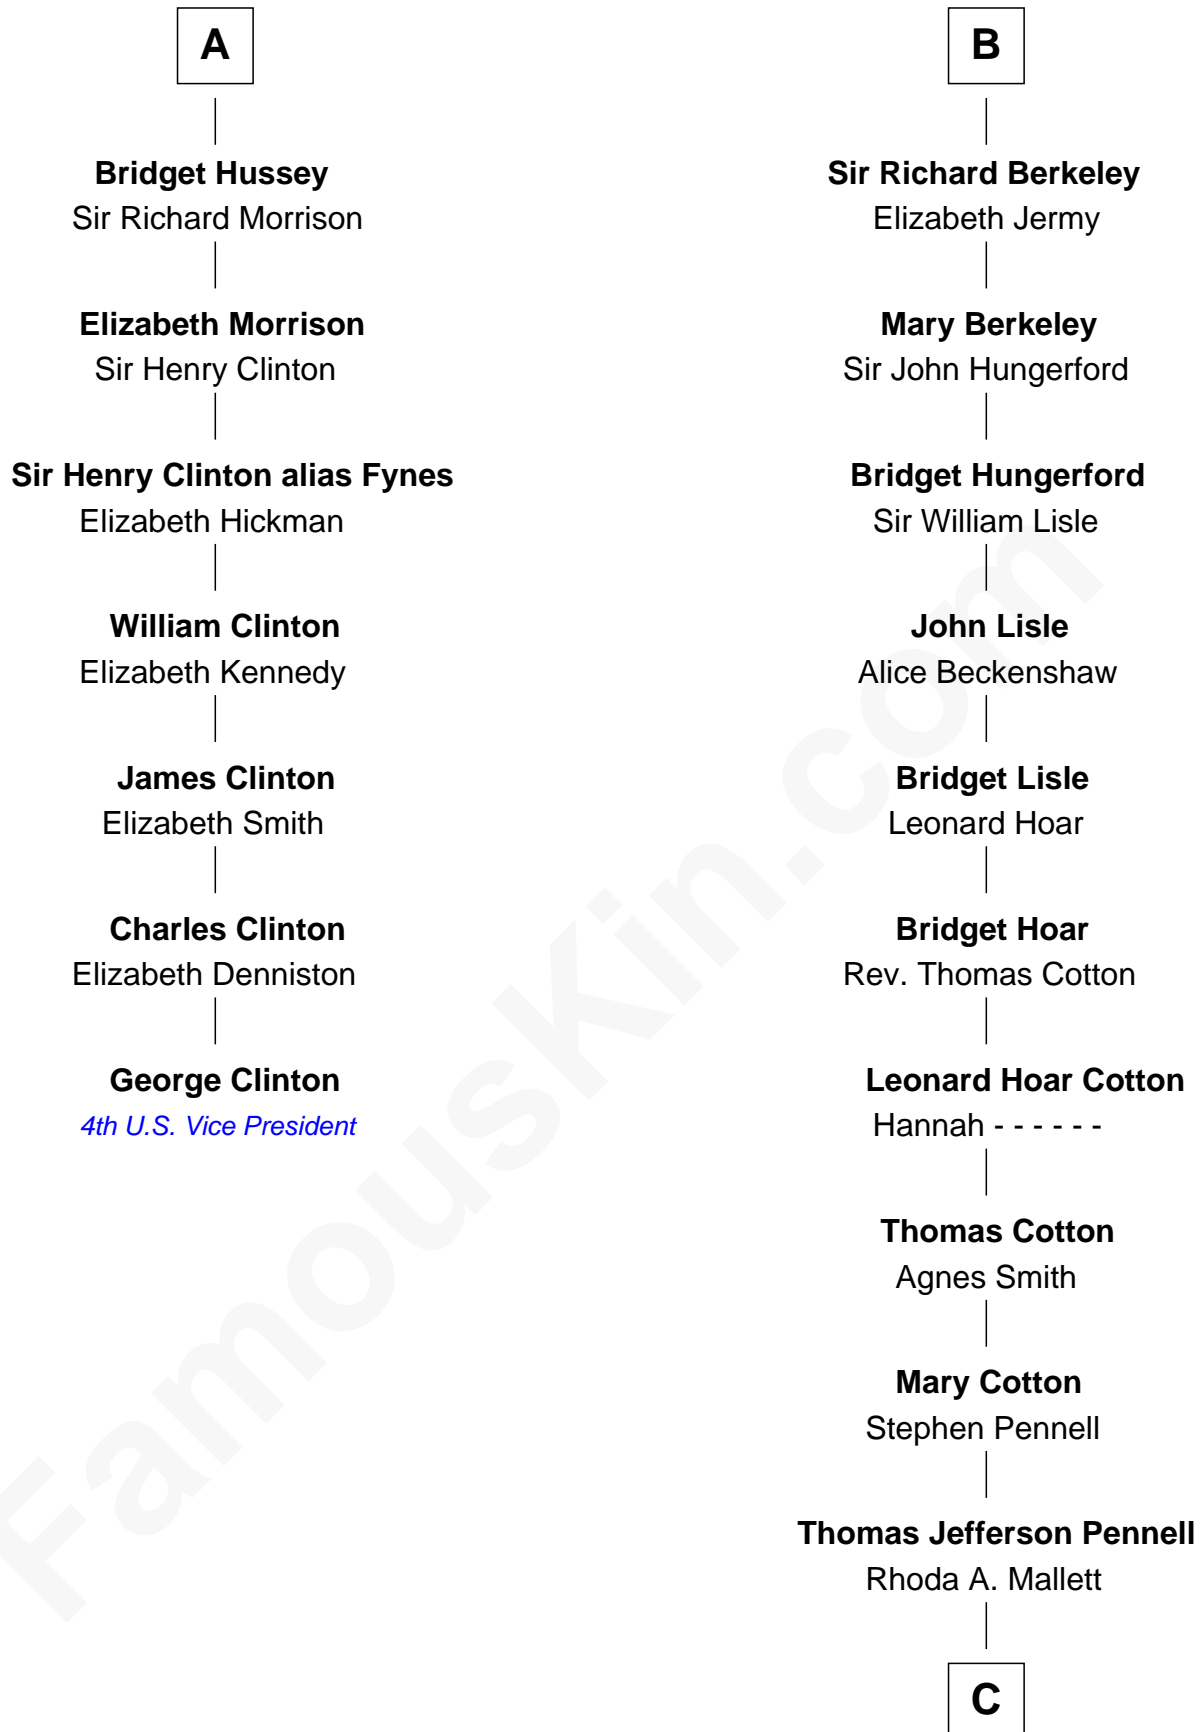 A
Bridget Hussey
Sir Richard Morrison
Elizabeth Morrison
Sir Henry Clinton
Sir Henry Clinton alias Fynes
Elizabeth Hickman
William Clinton
Elizabeth Kennedy
James Clinton
Elizabeth Smith
Charles Clinton
Elizabeth Denniston
George Clinton
4th U.S. Vice President
B
Sir Richard Berkeley
Elizabeth Jermy
Mary Berkeley
Sir John Hungerford
Bridget Hungerford
Sir William Lisle
John Lisle
Alice Beckenshaw
Bridget Lisle
Leonard Hoar
Bridget Hoar
Rev. Thomas Cotton
Leonard Hoar Cotton
Hannah - - - - - -
Thomas Cotton
Agnes Smith
Mary Cotton
Stephen Pennell
Thomas Jefferson Pennell
Rhoda A. Mallett
C
FamousKin.com